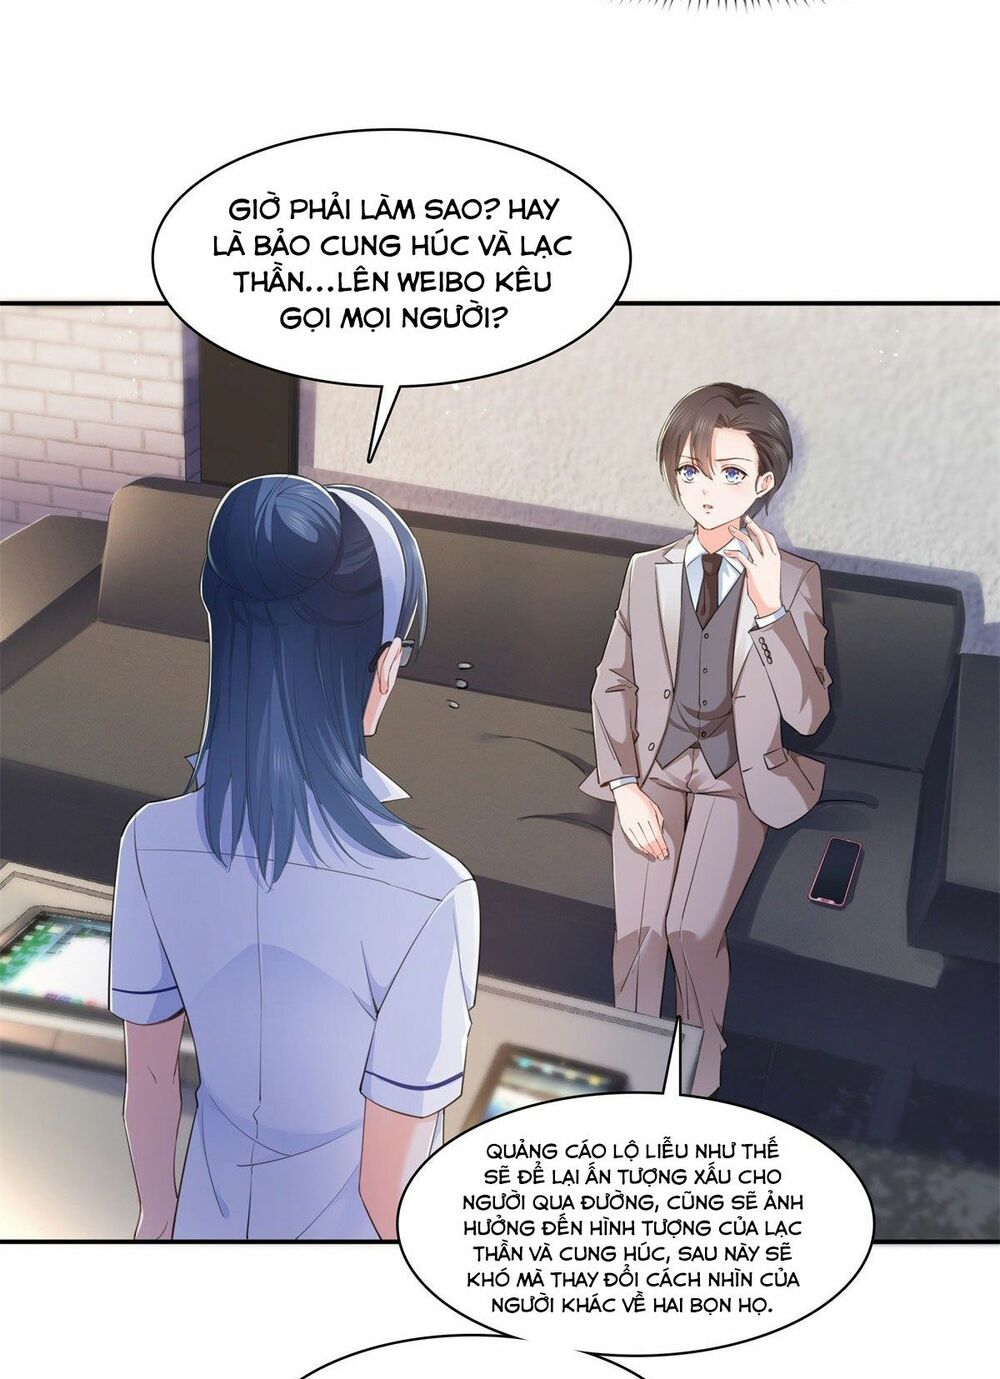 GIỜ PHẢI LÀM SAO? HAY
LÀ BẢO CUNG HÚC VÀ LẠC
THẦN...LÊN WEIBO KÊU
GỌI MỌI NGƯỜI?
QUẢNG CÁO LỘ LIỄU NHƯ THẾ
SẼ ĐỂ LẠI ẤN TƯỢNG XẤU CHO
NGƯỜI QUA ĐƯỜNG, CŨNG SẼ ẢNH
HƯỞNG ĐẾN HÌNH TƯỢNG CỦA LẠC
THẦN VÀ CUNG HÚC, SAU NÀY SẼ
KHÓ MÀ THAY ĐỔI CÁCH NHÌN CỦA
NGƯỜI KHÁC VỀ HAI BỌN HỌ.